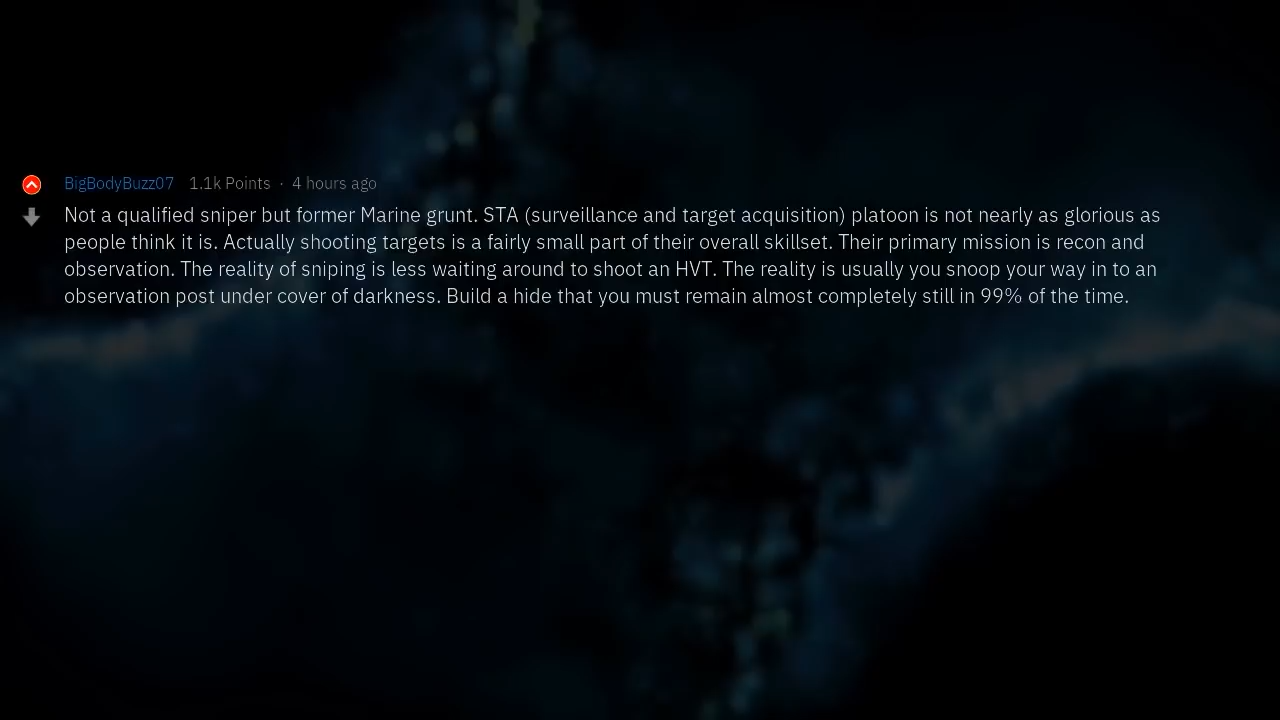 BigBodyBuzz07 1.1k Points · 4 hours ago
Not a qualified sniper but former Marine grunt. STA (surveillance and target acquisition) platoon is not nearly as glorious as
people think it is. Actually shooting targets is a fairly small part of their overall skillset. Their primary mission is recon and
observation. The reality of sniping is less waiting around to shoot an HVT. The reality is usually you snoop your way in to an
observation post under cover of darkness. Build a hide that you must remain almost completely still in 99% of the time.